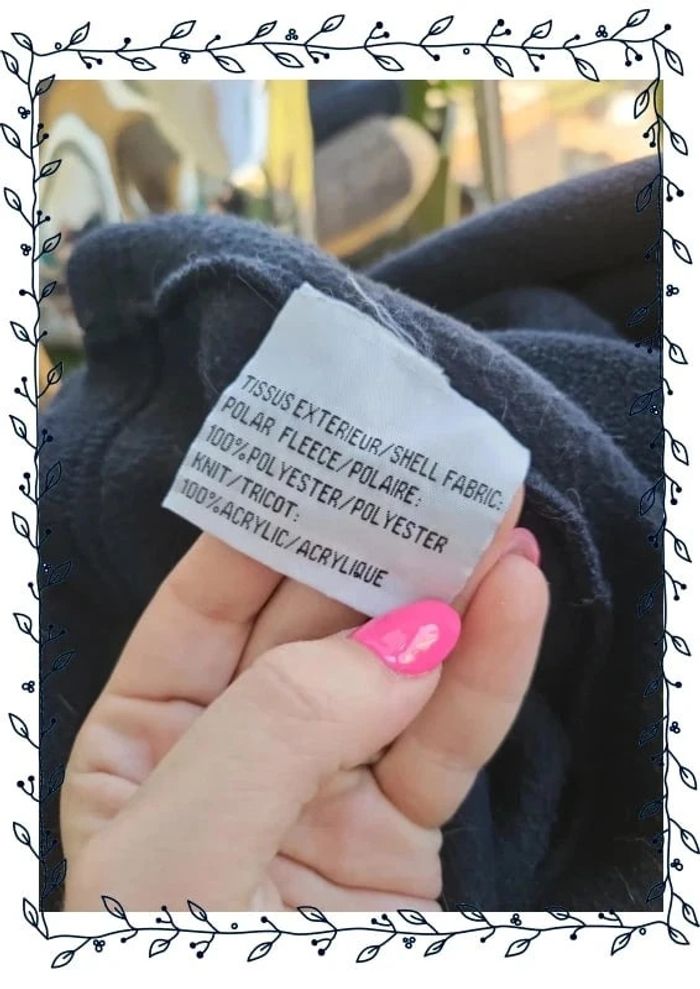 TISSUS EXTERIEUR/SHELL FABRIC:
POLAR FLEECE/POLAIRE:
100%POLYESTER/POLYESTER
KNIT/TRICOT:
100%ACRYLIC/ACRYLIQUE